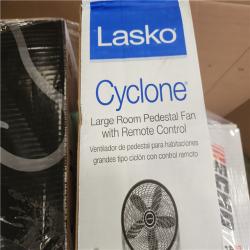 Lasko®
Cyclone®
Large Room Pedestal Fan
with Remote Control
Ventilador de pedestal para habitaciones
grandes tipo ciclón con control remoto